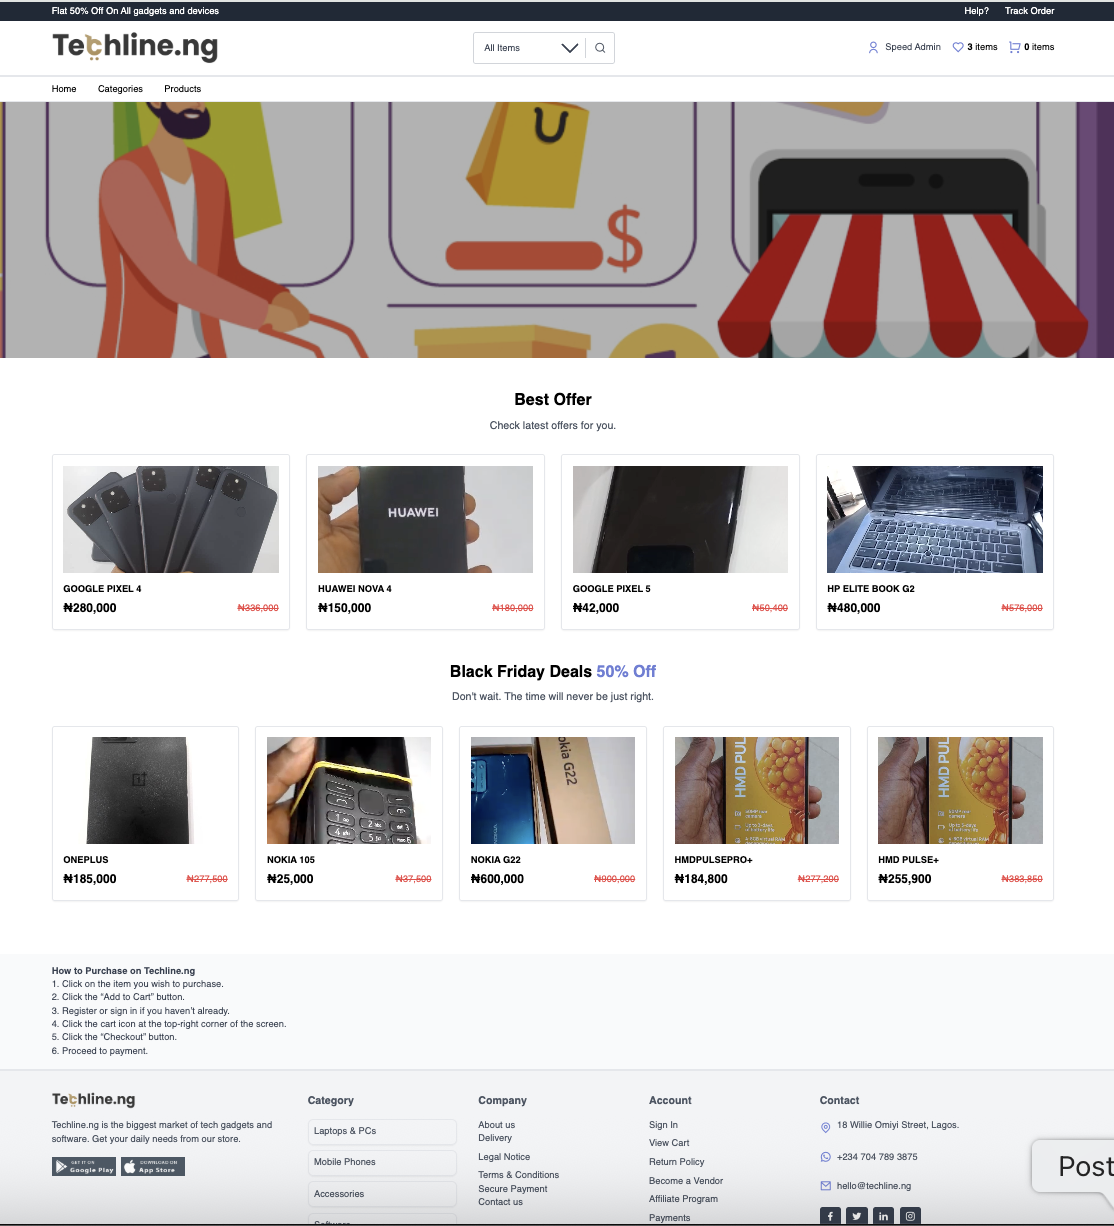 Flat 50% Off On All gadgets and devices
Help? Track Order
Techline.ng
All Items
Speed Admin 3 items 0 items
Home Categories Products
$
Best Offer
Check latest offers for you.
HUAWEI
GOOGLE PIXEL 4
₦280,000 ₦336,000
HUAWEI NOVA 4
₦150,000 ₦180,000
GOOGLE PIXEL 5
₦42,000 ₦50,400
HP ELITE BOOK G2
₦480,000 ₦576,000
Black Friday Deals 50% Off
Don't wait. The time will never be just right.
NOKIA
okia G22
HMD PUL
HMD PUL
ONEPLUS
₦185,000 ₦277,500
NOKIA 105
₦25,000 ₦37,500
NOKIA G22
₦600,000 ₦900,000
HMDPULSEPRO+
₦184,800 ₦277,200
HMD PULSE+
₦255,900 ₦383,850
How to Purchase on Techline.ng
1. Click on the item you wish to purchase.
2. Click the “Add to Cart” button.
3. Register or sign in if you haven’t already.
4. Click the cart icon at the top-right corner of the screen.
5. Click the “Checkout” button.
6. Proceed to payment.
Techline.ng
Techline.ng is the biggest market of tech gadgets and
software. Get your daily needs from our store.
GET IT ON
Google Play
DOWNLOAD ON
App Store
Category
Laptops & PCs
Mobile Phones
Accessories
Software
Company
About us
Delivery
Legal Notice
Terms & Conditions
Secure Payment
Contact us
Account
Sign In
View Cart
Return Policy
Become a Vendor
Affiliate Program
Payments
Contact
18 Willie Omiyi Street, Lagos.
+234 704 789 3875
hello@techline.ng
Post